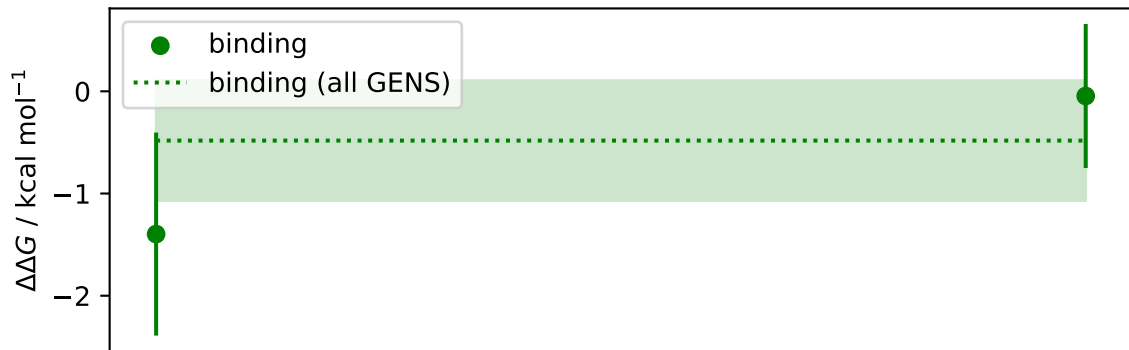 binding
binding (all GENS)
0
−1
−2
ΔΔG / kcal mol⁻¹